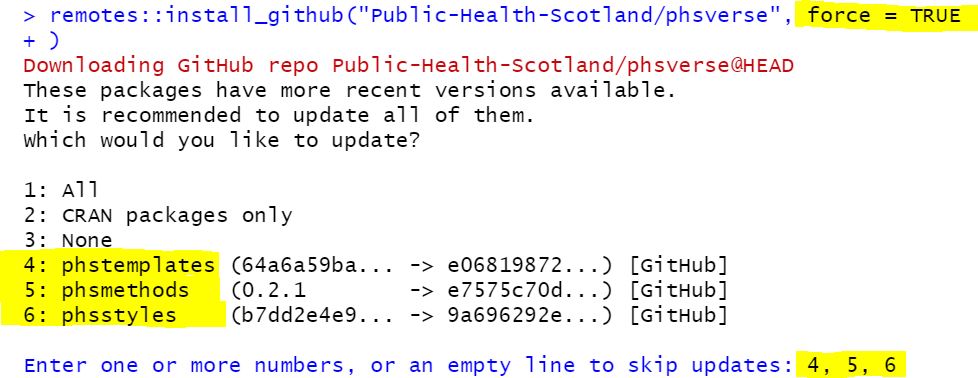 > remotes::install_github("Public-Health-Scotland/phsverse", force = TRUE
+ )
Downloading GitHub repo Public-Health-Scotland/phsverse@HEAD
These packages have more recent versions available.
It is recommended to update all of them.
Which would you like to update?

1: All
2: CRAN packages only
3: None
4: phstemplates (64a6a59ba... -> e06819872...) [GitHub]
5: phsmethods   (0.2.1        -> e7575c70d...) [GitHub]
6: phsstyles    (b7dd2e4e9... -> 9a696292e...) [GitHub]

Enter one or more numbers, or an empty line to skip updates: 4, 5, 6